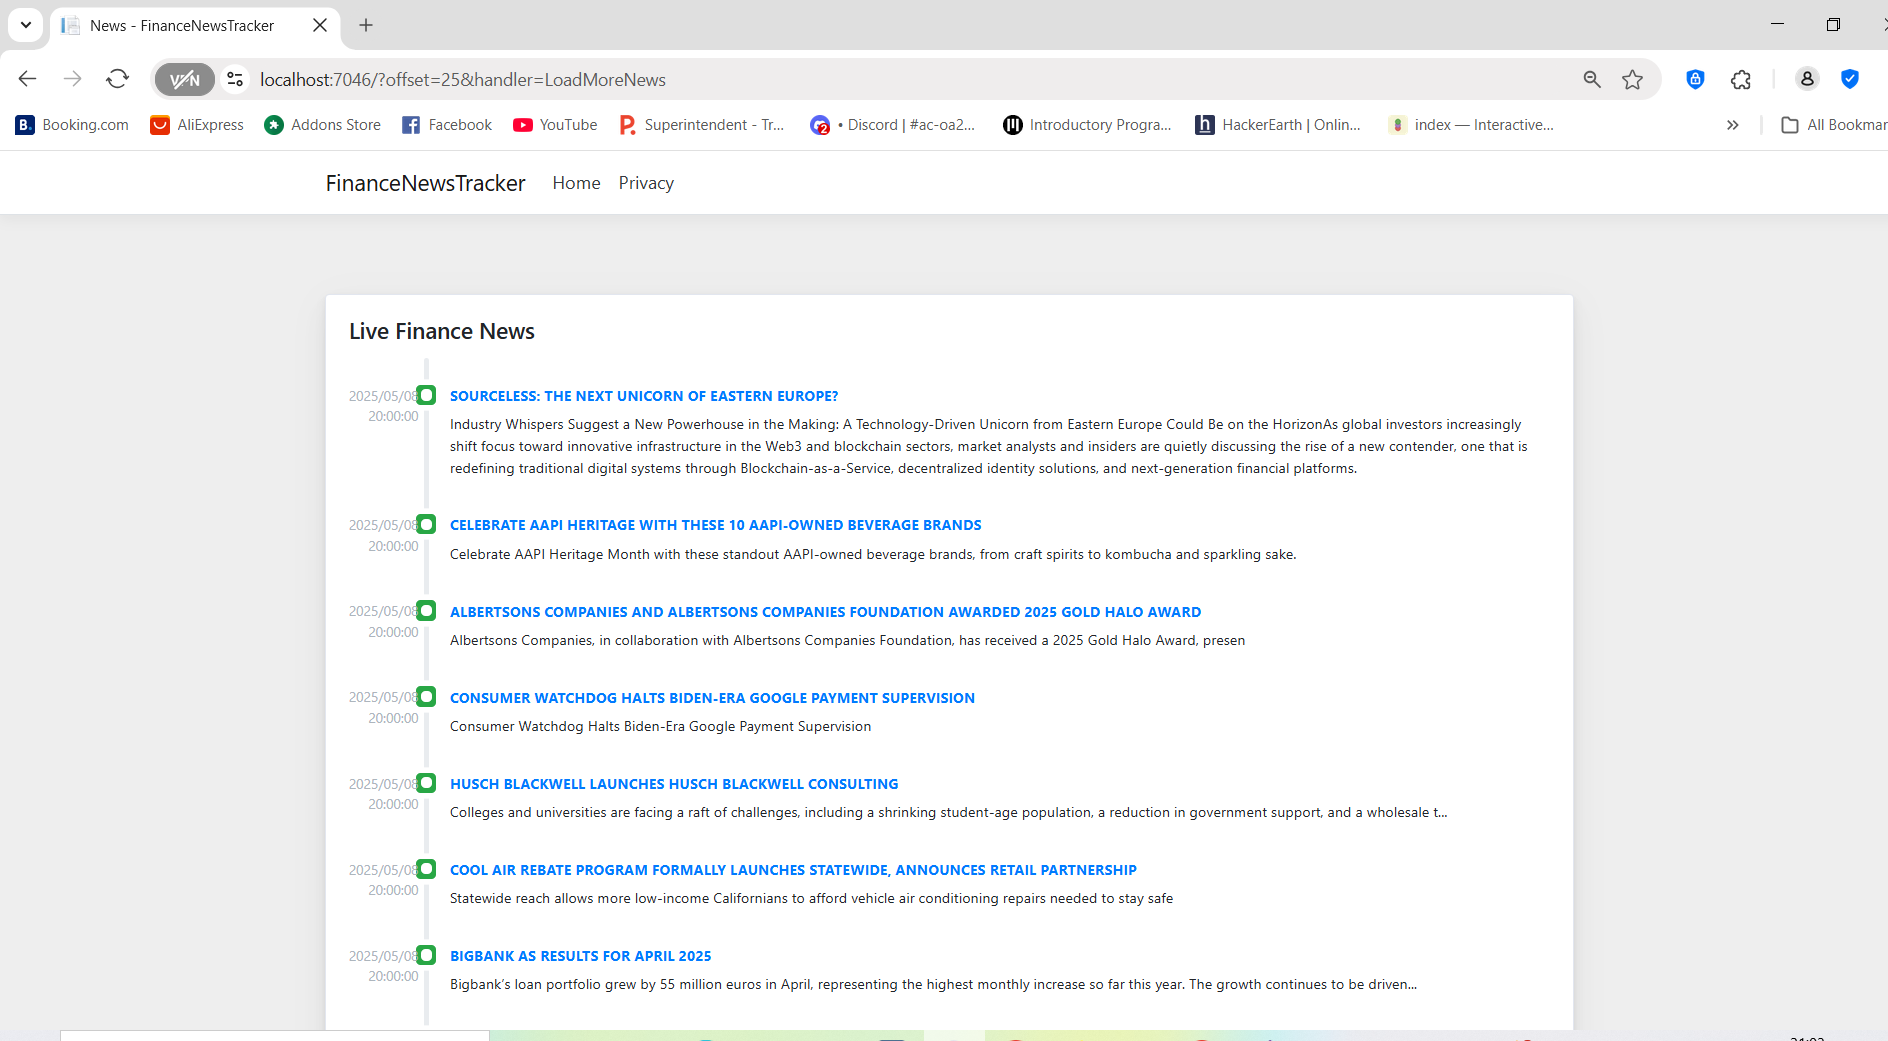 News - FinanceNewsTracker
VPN localhost:7046/?offset=25&handler=LoadMoreNews
B. Booking.com AliExpress Addons Store Facebook YouTube Superintendent - Tr... 2 • Discord | #ac-oa2... Introductory Progra... h HackerEarth | Onlin... index — Interactive... » All Bookmar
FinanceNewsTracker Home Privacy
Live Finance News
2025/05/08 SOURCELESS: THE NEXT UNICORN OF EASTERN EUROPE?
20:00:00
Industry Whispers Suggest a New Powerhouse in the Making: A Technology-Driven Unicorn from Eastern Europe Could Be on the HorizonAs global investors increasingly
shift focus toward innovative infrastructure in the Web3 and blockchain sectors, market analysts and insiders are quietly discussing the rise of a new contender, one that is
redefining traditional digital systems through Blockchain-as-a-Service, decentralized identity solutions, and next-generation financial platforms.
2025/05/08 CELEBRATE AAPI HERITAGE WITH THESE 10 AAPI-OWNED BEVERAGE BRANDS
20:00:00
Celebrate AAPI Heritage Month with these standout AAPI-owned beverage brands, from craft spirits to kombucha and sparkling sake.
2025/05/08 ALBERTSONS COMPANIES AND ALBERTSONS COMPANIES FOUNDATION AWARDED 2025 GOLD HALO AWARD
20:00:00
Albertsons Companies, in collaboration with Albertsons Companies Foundation, has received a 2025 Gold Halo Award, presen
2025/05/08 CONSUMER WATCHDOG HALTS BIDEN-ERA GOOGLE PAYMENT SUPERVISION
20:00:00
Consumer Watchdog Halts Biden-Era Google Payment Supervision
2025/05/08 HUSCH BLACKWELL LAUNCHES HUSCH BLACKWELL CONSULTING
20:00:00
Colleges and universities are facing a raft of challenges, including a shrinking student-age population, a reduction in government support, and a wholesale t...
2025/05/08 COOL AIR REBATE PROGRAM FORMALLY LAUNCHES STATEWIDE, ANNOUNCES RETAIL PARTNERSHIP
20:00:00
Statewide reach allows more low-income Californians to afford vehicle air conditioning repairs needed to stay safe
2025/05/08 BIGBANK AS RESULTS FOR APRIL 2025
20:00:00
Bigbank's loan portfolio grew by 55 million euros in April, representing the highest monthly increase so far this year. The growth continues to be driven...